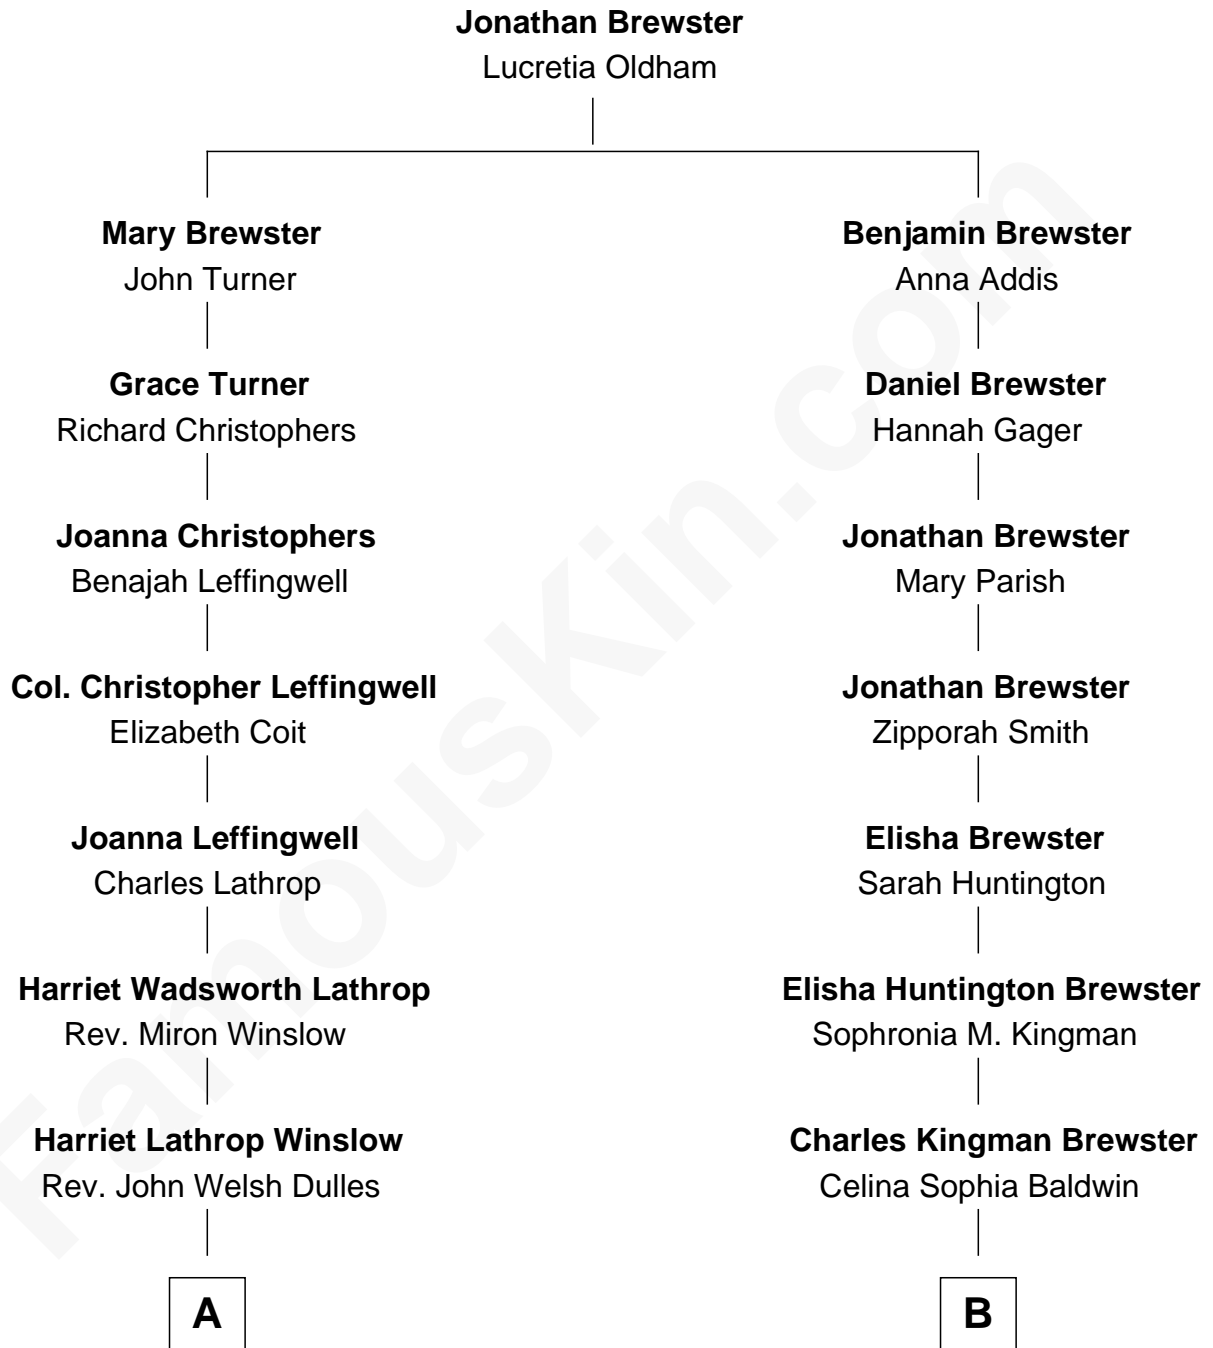 Jonathan Brewster
Lucretia Oldham
Mary Brewster
John Turner
Grace Turner
Richard Christophers
Joanna Christophers
Benajah Leffingwell
Col. Christopher Leffingwell
Elizabeth Coit
Joanna Leffingwell
Charles Lathrop
Harriet Wadsworth Lathrop
Rev. Miron Winslow
Harriet Lathrop Winslow
Rev. John Welsh Dulles
A
Benjamin Brewster
Anna Addis
Daniel Brewster
Hannah Gager
Jonathan Brewster
Mary Parish
Jonathan Brewster
Zipporah Smith
Elisha Brewster
Sarah Huntington
Elisha Huntington Brewster
Sophronia M. Kingman
Charles Kingman Brewster
Celina Sophia Baldwin
B
FamousKin.com